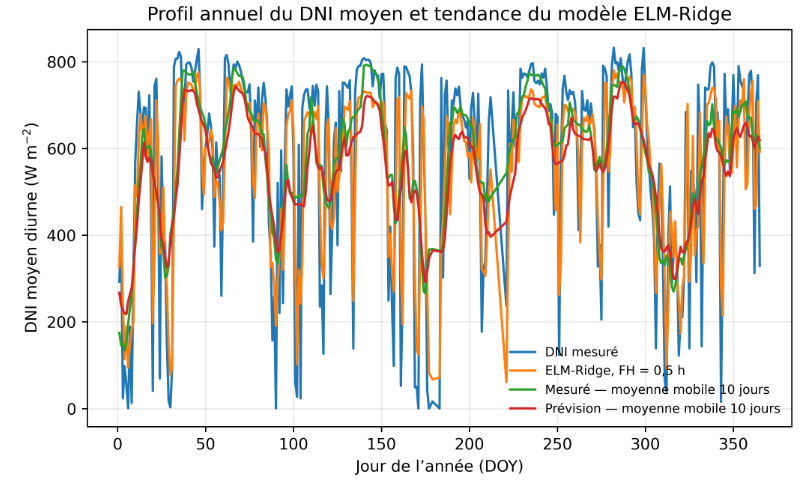 Profil annuel du DNI moyen et tendance du modèle ELM-Ridge
DNI moyen diurne (W m⁻²)
800
600
400
200
0
DNI mesuré
ELM-Ridge, FH = 0,5 h
Mesuré — moyenne mobile 10 jours
Prévision — moyenne mobile 10 jours
0 50 100 150 200 250 300 350
Jour de l’année (DOY)